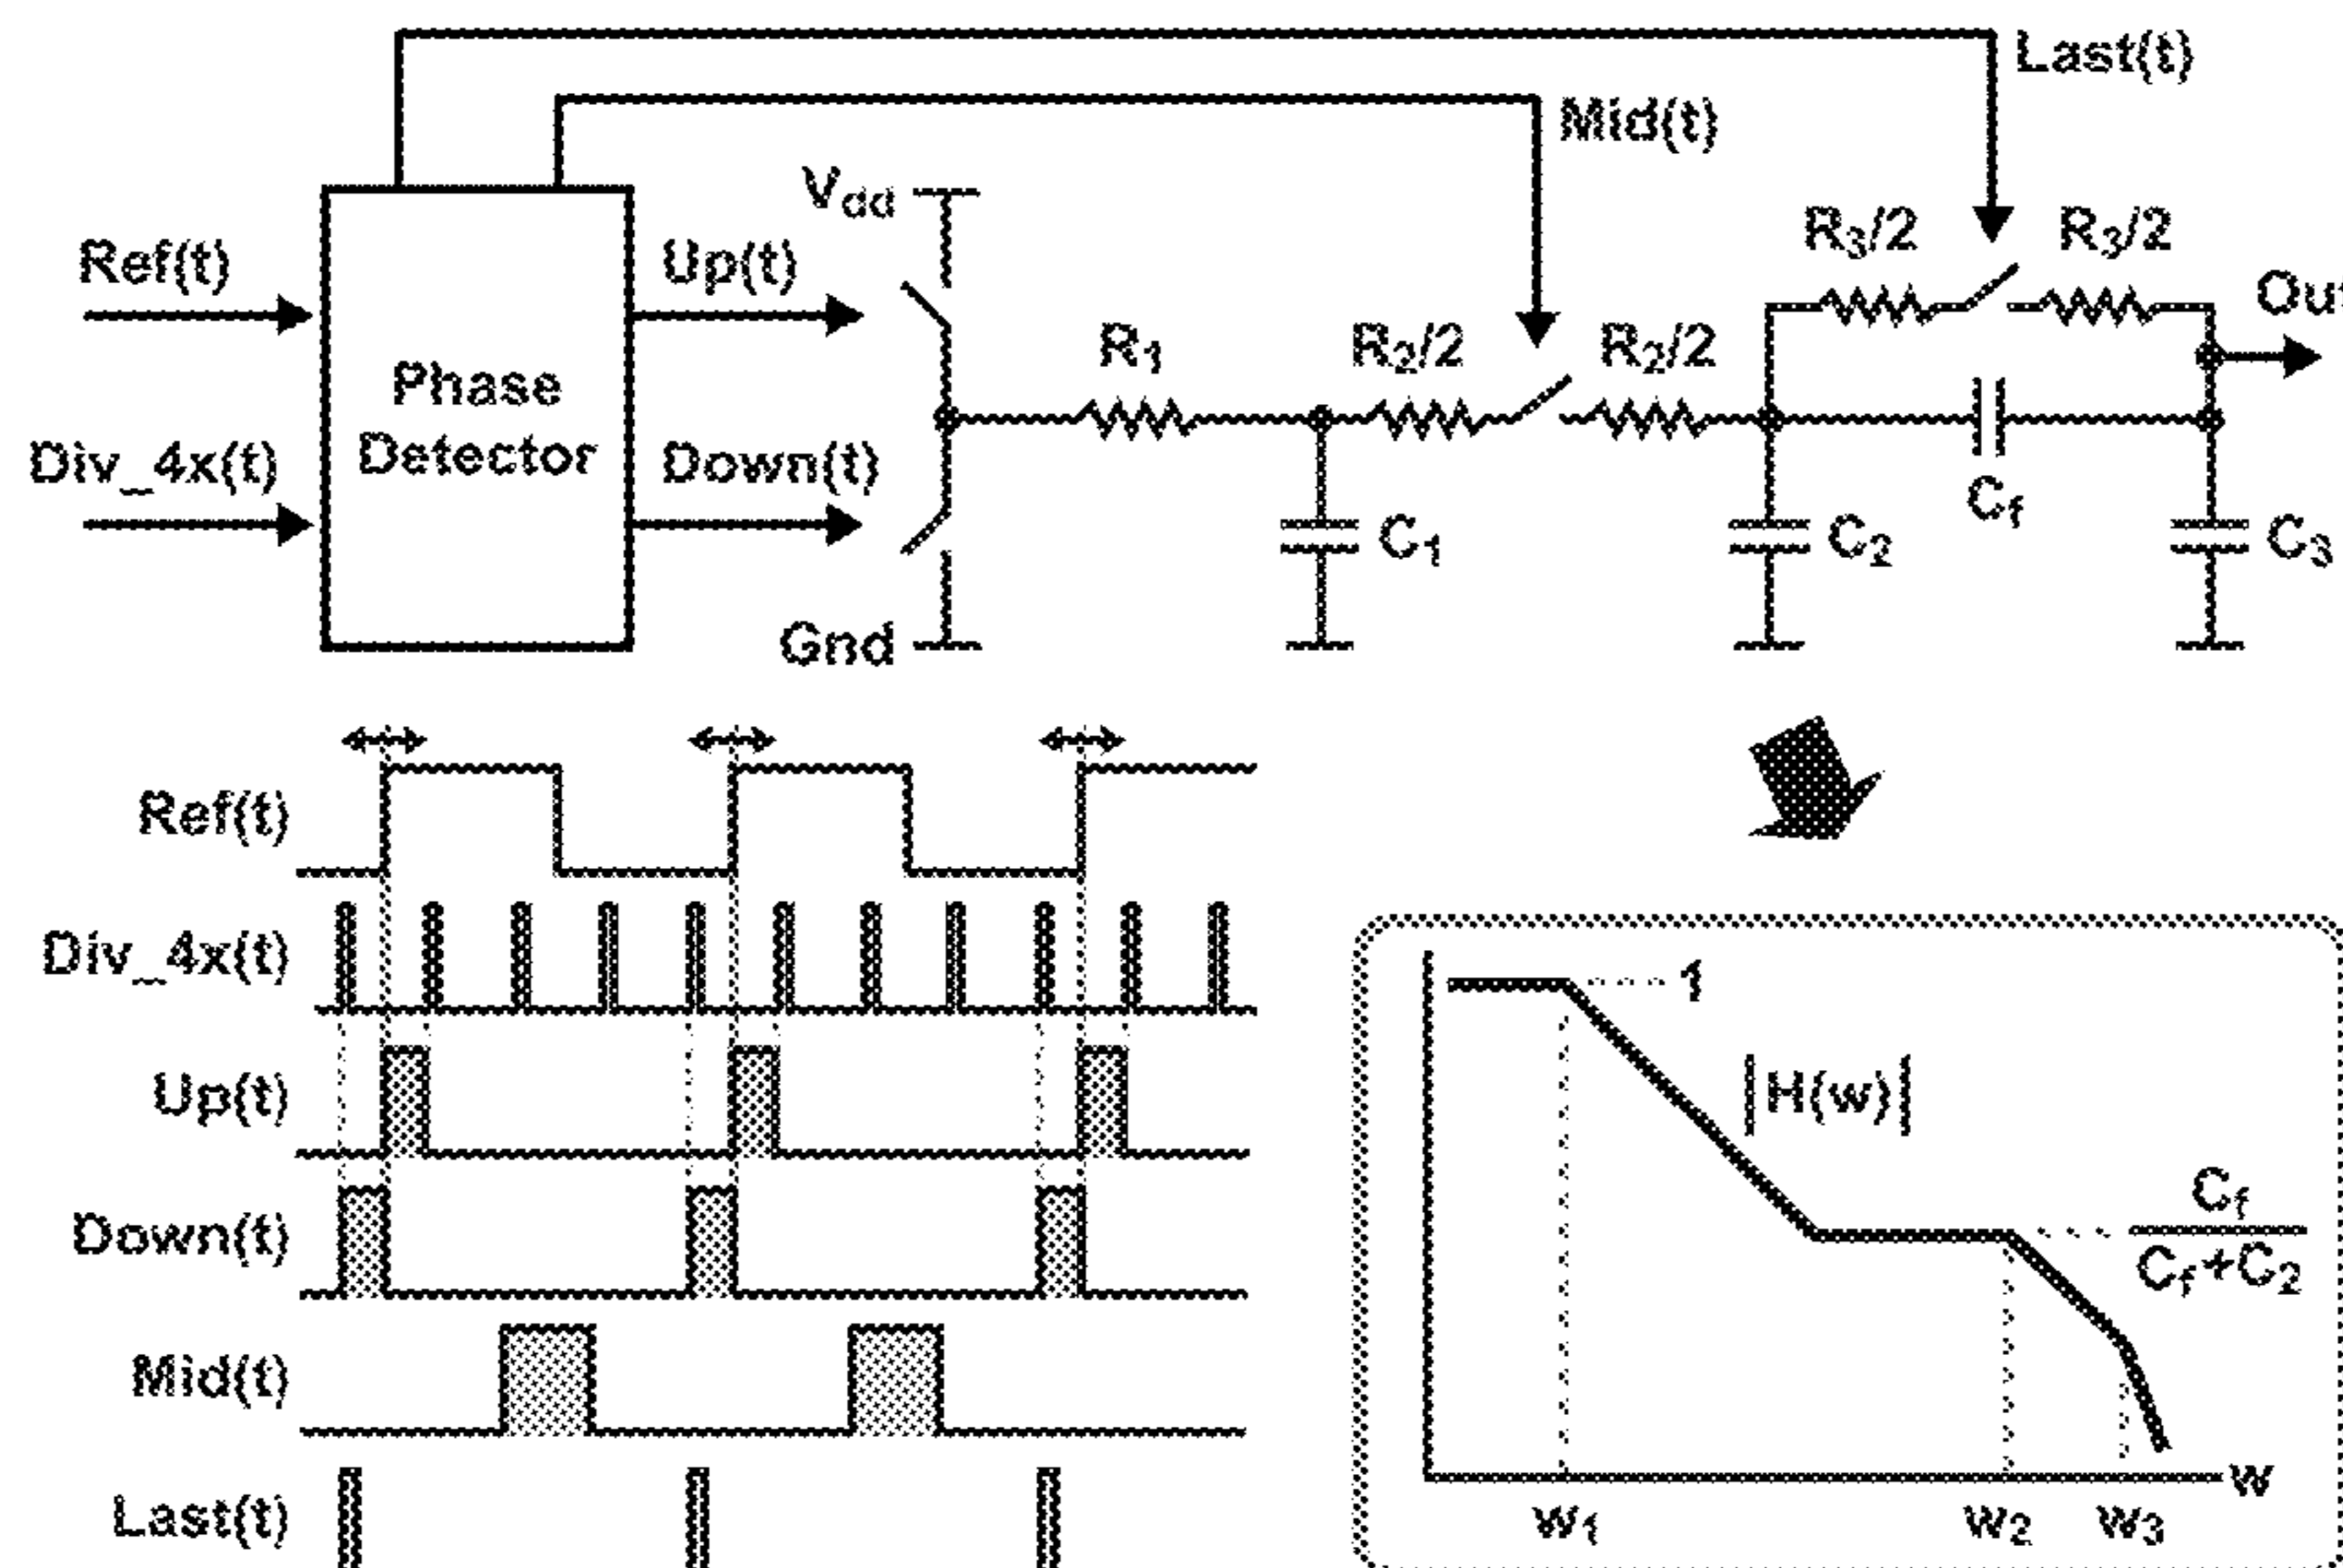 Last(t)
Mid(t)
Vdd
Ref(t)
Up(t)
R3/2
R3/2
Out
Phase
Detector
R1
R2/2
R2/2
Div_4x(t)
Down(t)
Cf
C1
C2
C3
Gnd
Ref(t)
Div_4x(t)
1
Up(t)
|H(w)|
Down(t)
Cf
Cf+C2
Mid(t)
w
Last(t)
w1
w2
w3